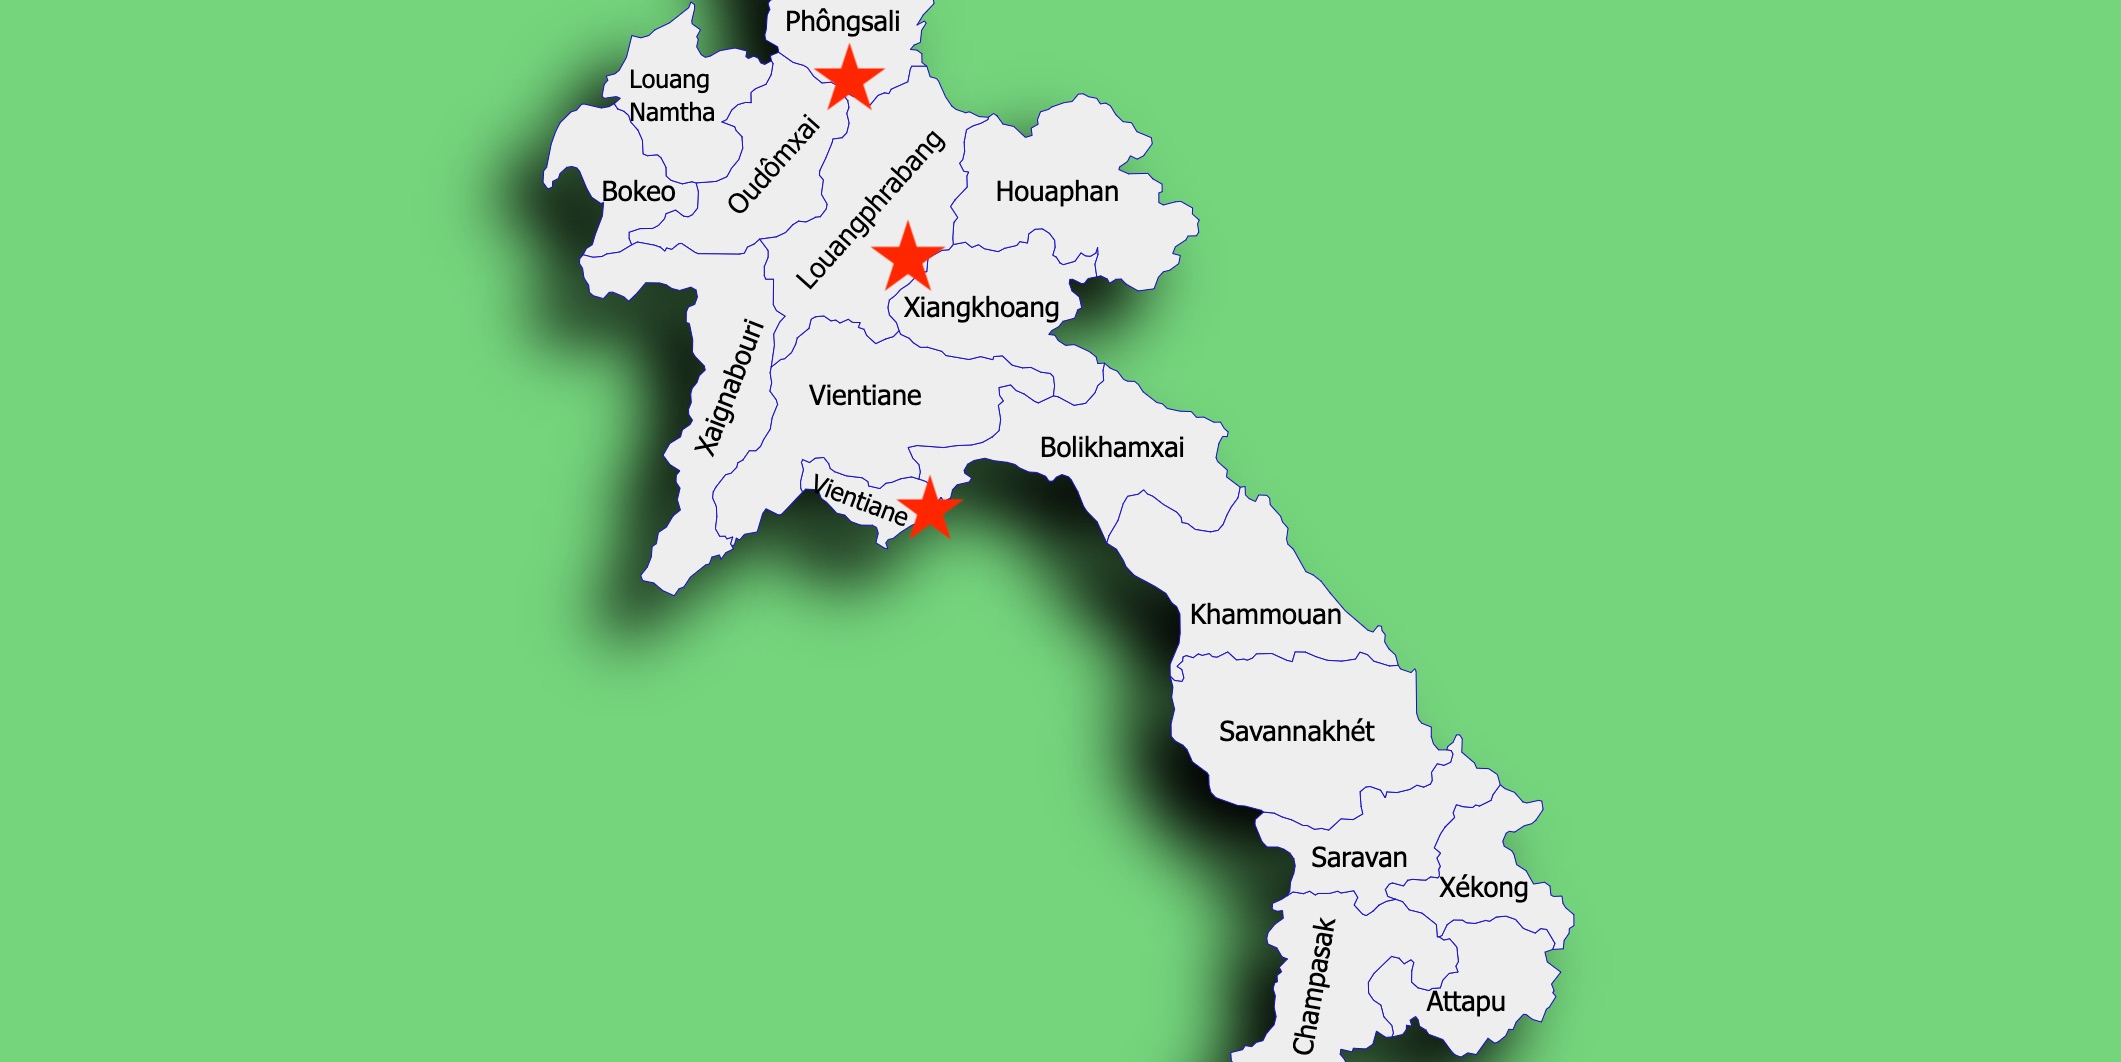 Phôngsali
Louang
Namtha
Oudômxai
Louangphrabang
Bokeo
Houaphan
Xiangkhoang
Xaignabouri
Vientiane
Bolikhamxai
Vientiane
Khammouan
Savannakhét
Saravan
Xékong
Champasak
Attapu